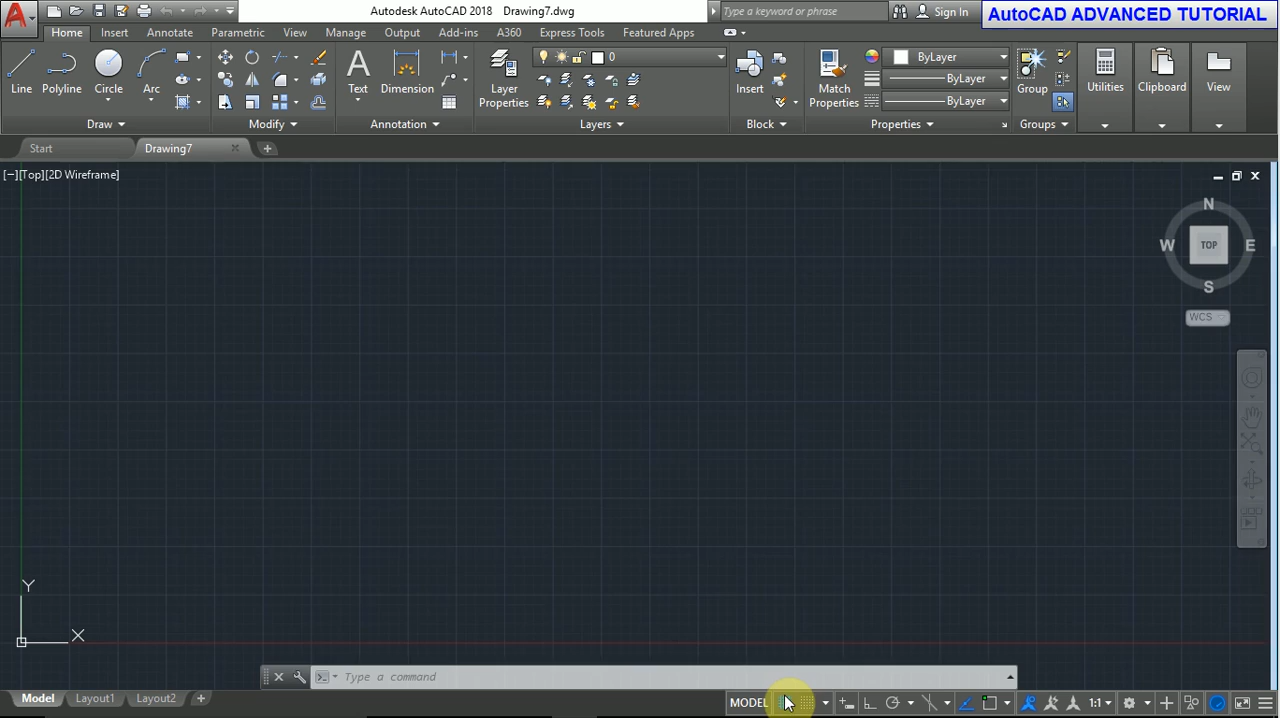 Autodesk AutoCAD 2018 Drawing7.dwg
Type a keyword or phrase
Sign In
AutoCAD ADVANCED TUTORIAL
Home Insert Annotate Parametric View Manage Output Add-ins A360 Express Tools Featured Apps
0
ByLayer
ByLayer
ByLayer
Line Polyline Circle Arc
Text Dimension
Layer Properties
Insert
Match Properties
Group
Utilities
Clipboard
View
Draw Modify Annotation Layers Block Properties Groups
Start Drawing7
[−][Top][2D Wireframe]
N
W TOP E
S
WCS
Y
X
Type a command
Model Layout1 Layout2
MODEL
1:1